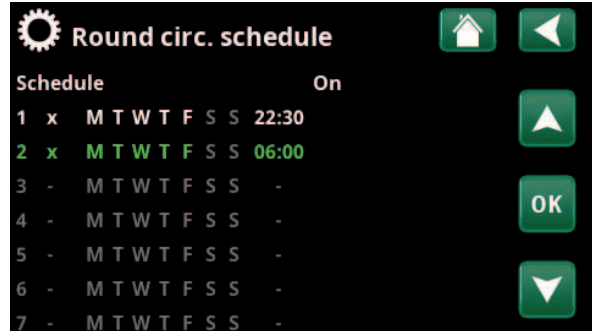 Round circ. schedule
Schedule On
1 x M T W T F S S 22:30
2 x M T W T F S S 06:00
3 - M T W T F S S -
4 - M T W T F S S -
OK
5 - M T W T F S S -
6 - M T W T F S S -
7 - M T W T F S S -